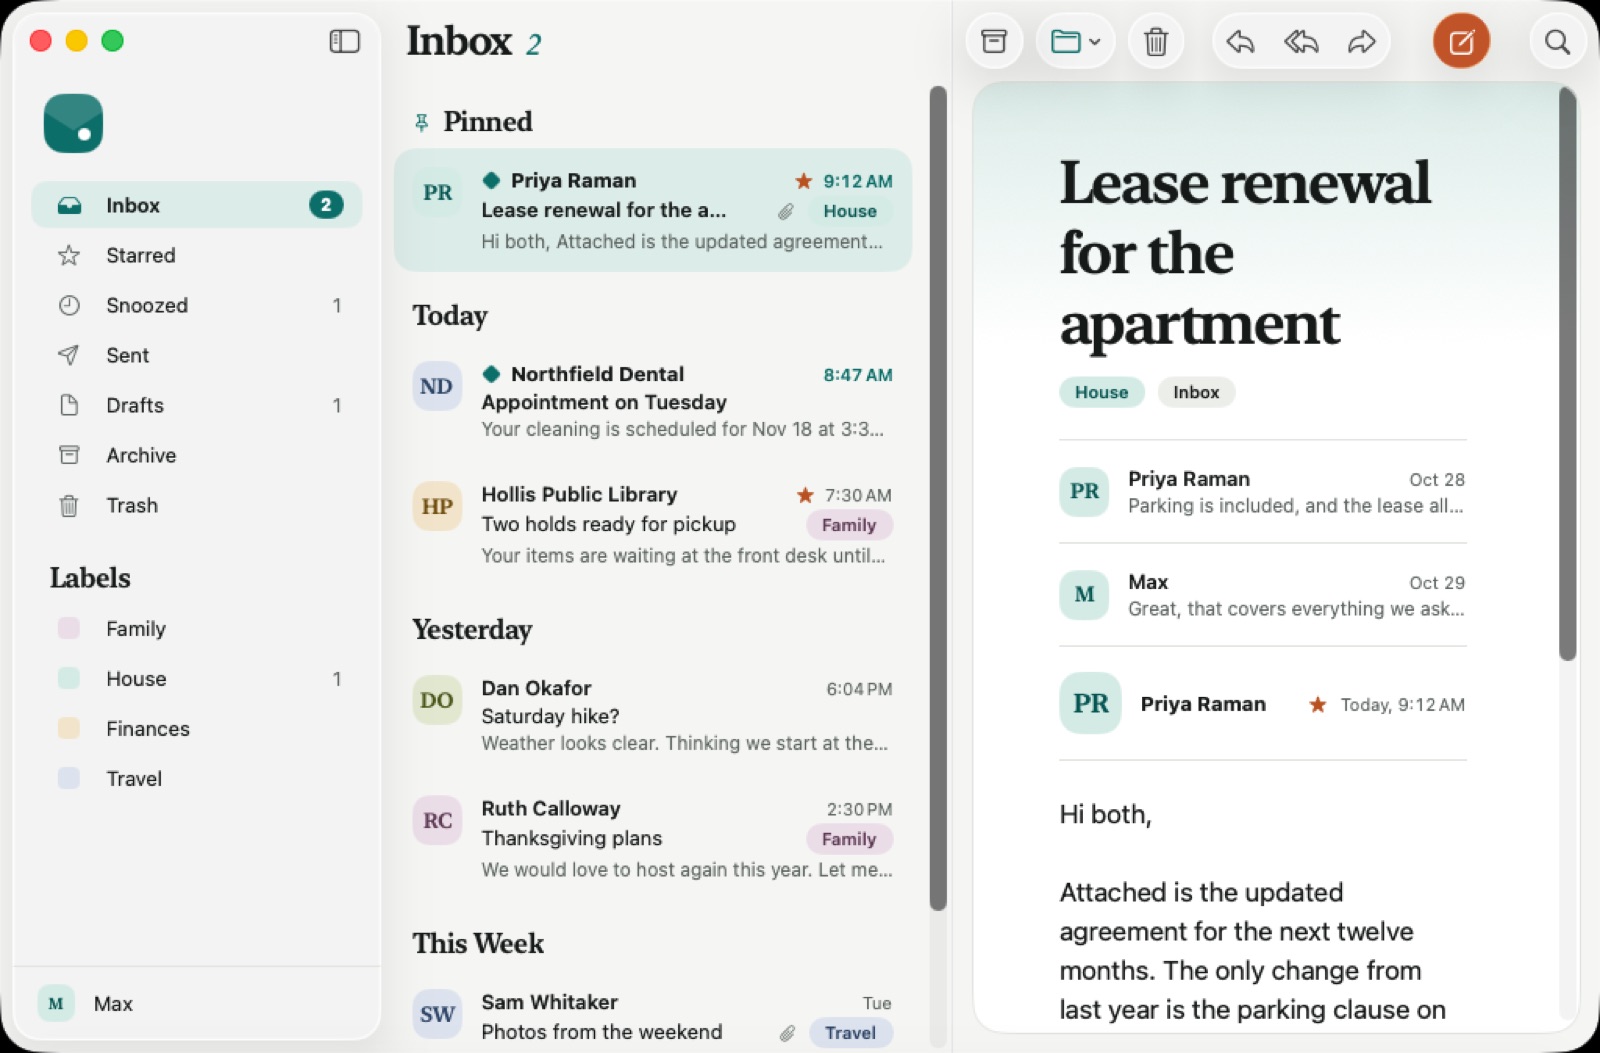 Inbox 2
Starred
Snoozed 1
Sent
Drafts 1
Archive
Trash
Labels
Family
House 1
Finances
Travel
M Max
Inbox 2
Pinned
PR Priya Raman 9:12 AM
Lease renewal for the a... House
Hi both, Attached is the updated agreement...
Today
ND Northfield Dental 8:47 AM
Appointment on Tuesday
Your cleaning is scheduled for Nov 18 at 3:3...
HP Hollis Public Library 7:30 AM
Two holds ready for pickup Family
Your items are waiting at the front desk until...
Yesterday
DO Dan Okafor 6:04 PM
Saturday hike?
Weather looks clear. Thinking we start at the...
RC Ruth Calloway 2:30 PM
Thanksgiving plans Family
We would love to host again this year. Let me...
This Week
SW Sam Whitaker Tue
Photos from the weekend Travel
Lease renewal
for the
apartment
House Inbox
PR Priya Raman Oct 28
Parking is included, and the lease all...
M Max Oct 29
Great, that covers everything we ask...
PR Priya Raman Today, 9:12 AM
Hi both,
Attached is the updated
agreement for the next twelve
months. The only change from
last year is the parking clause on